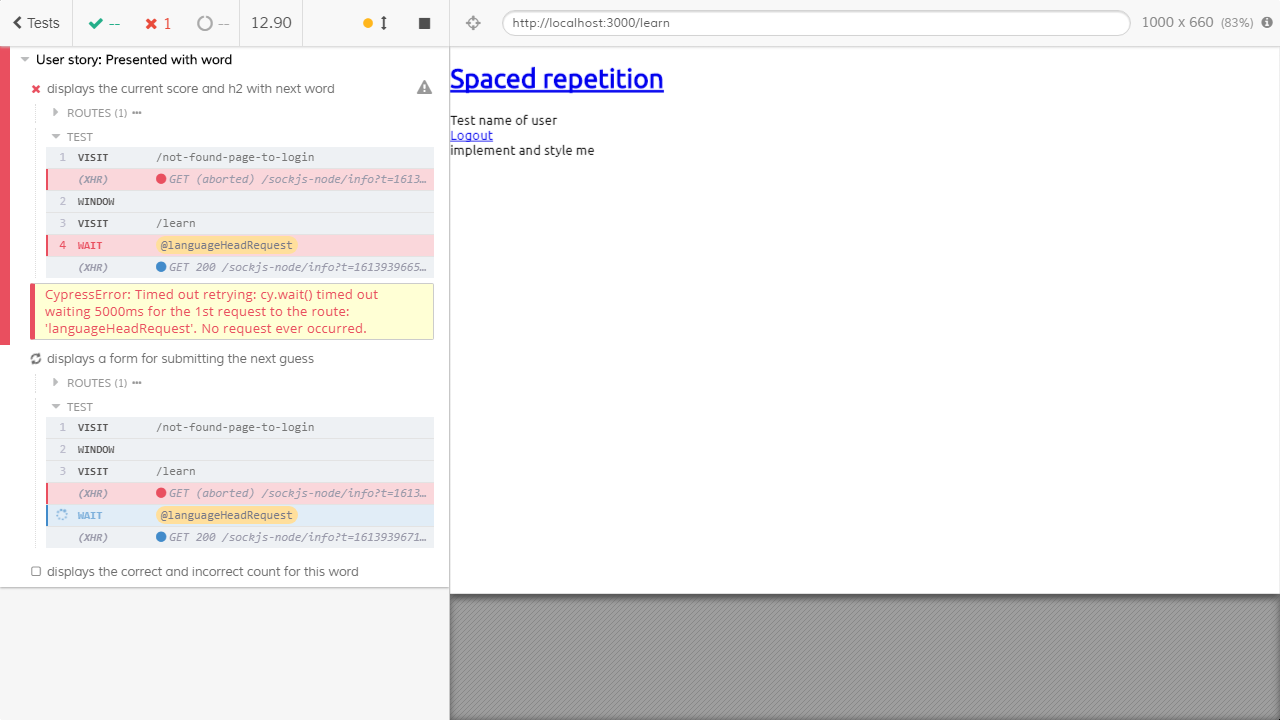 Tests
--
1
--
12.90
http://localhost:3000/learn
1000 x 660 (83%)
User story: Presented with word
displays the current score and h2 with next word
ROUTES (1)
TEST
1 VISIT /not-found-page-to-login
(XHR) GET (aborted) /sockjs-node/info?t=1613…
2 WINDOW
3 VISIT /learn
4 WAIT @languageHeadRequest
(XHR) GET 200 /sockjs-node/info?t=1613939665…
CypressError: Timed out retrying: cy.wait() timed out
waiting 5000ms for the 1st request to the route:
'languageHeadRequest'. No request ever occurred.
displays a form for submitting the next guess
ROUTES (1)
TEST
1 VISIT /not-found-page-to-login
2 WINDOW
3 VISIT /learn
(XHR) GET (aborted) /sockjs-node/info?t=1613…
WAIT @languageHeadRequest
(XHR) GET 200 /sockjs-node/info?t=1613939671…
displays the correct and incorrect count for this word
Spaced repetition
Test name of user
Logout
implement and style me